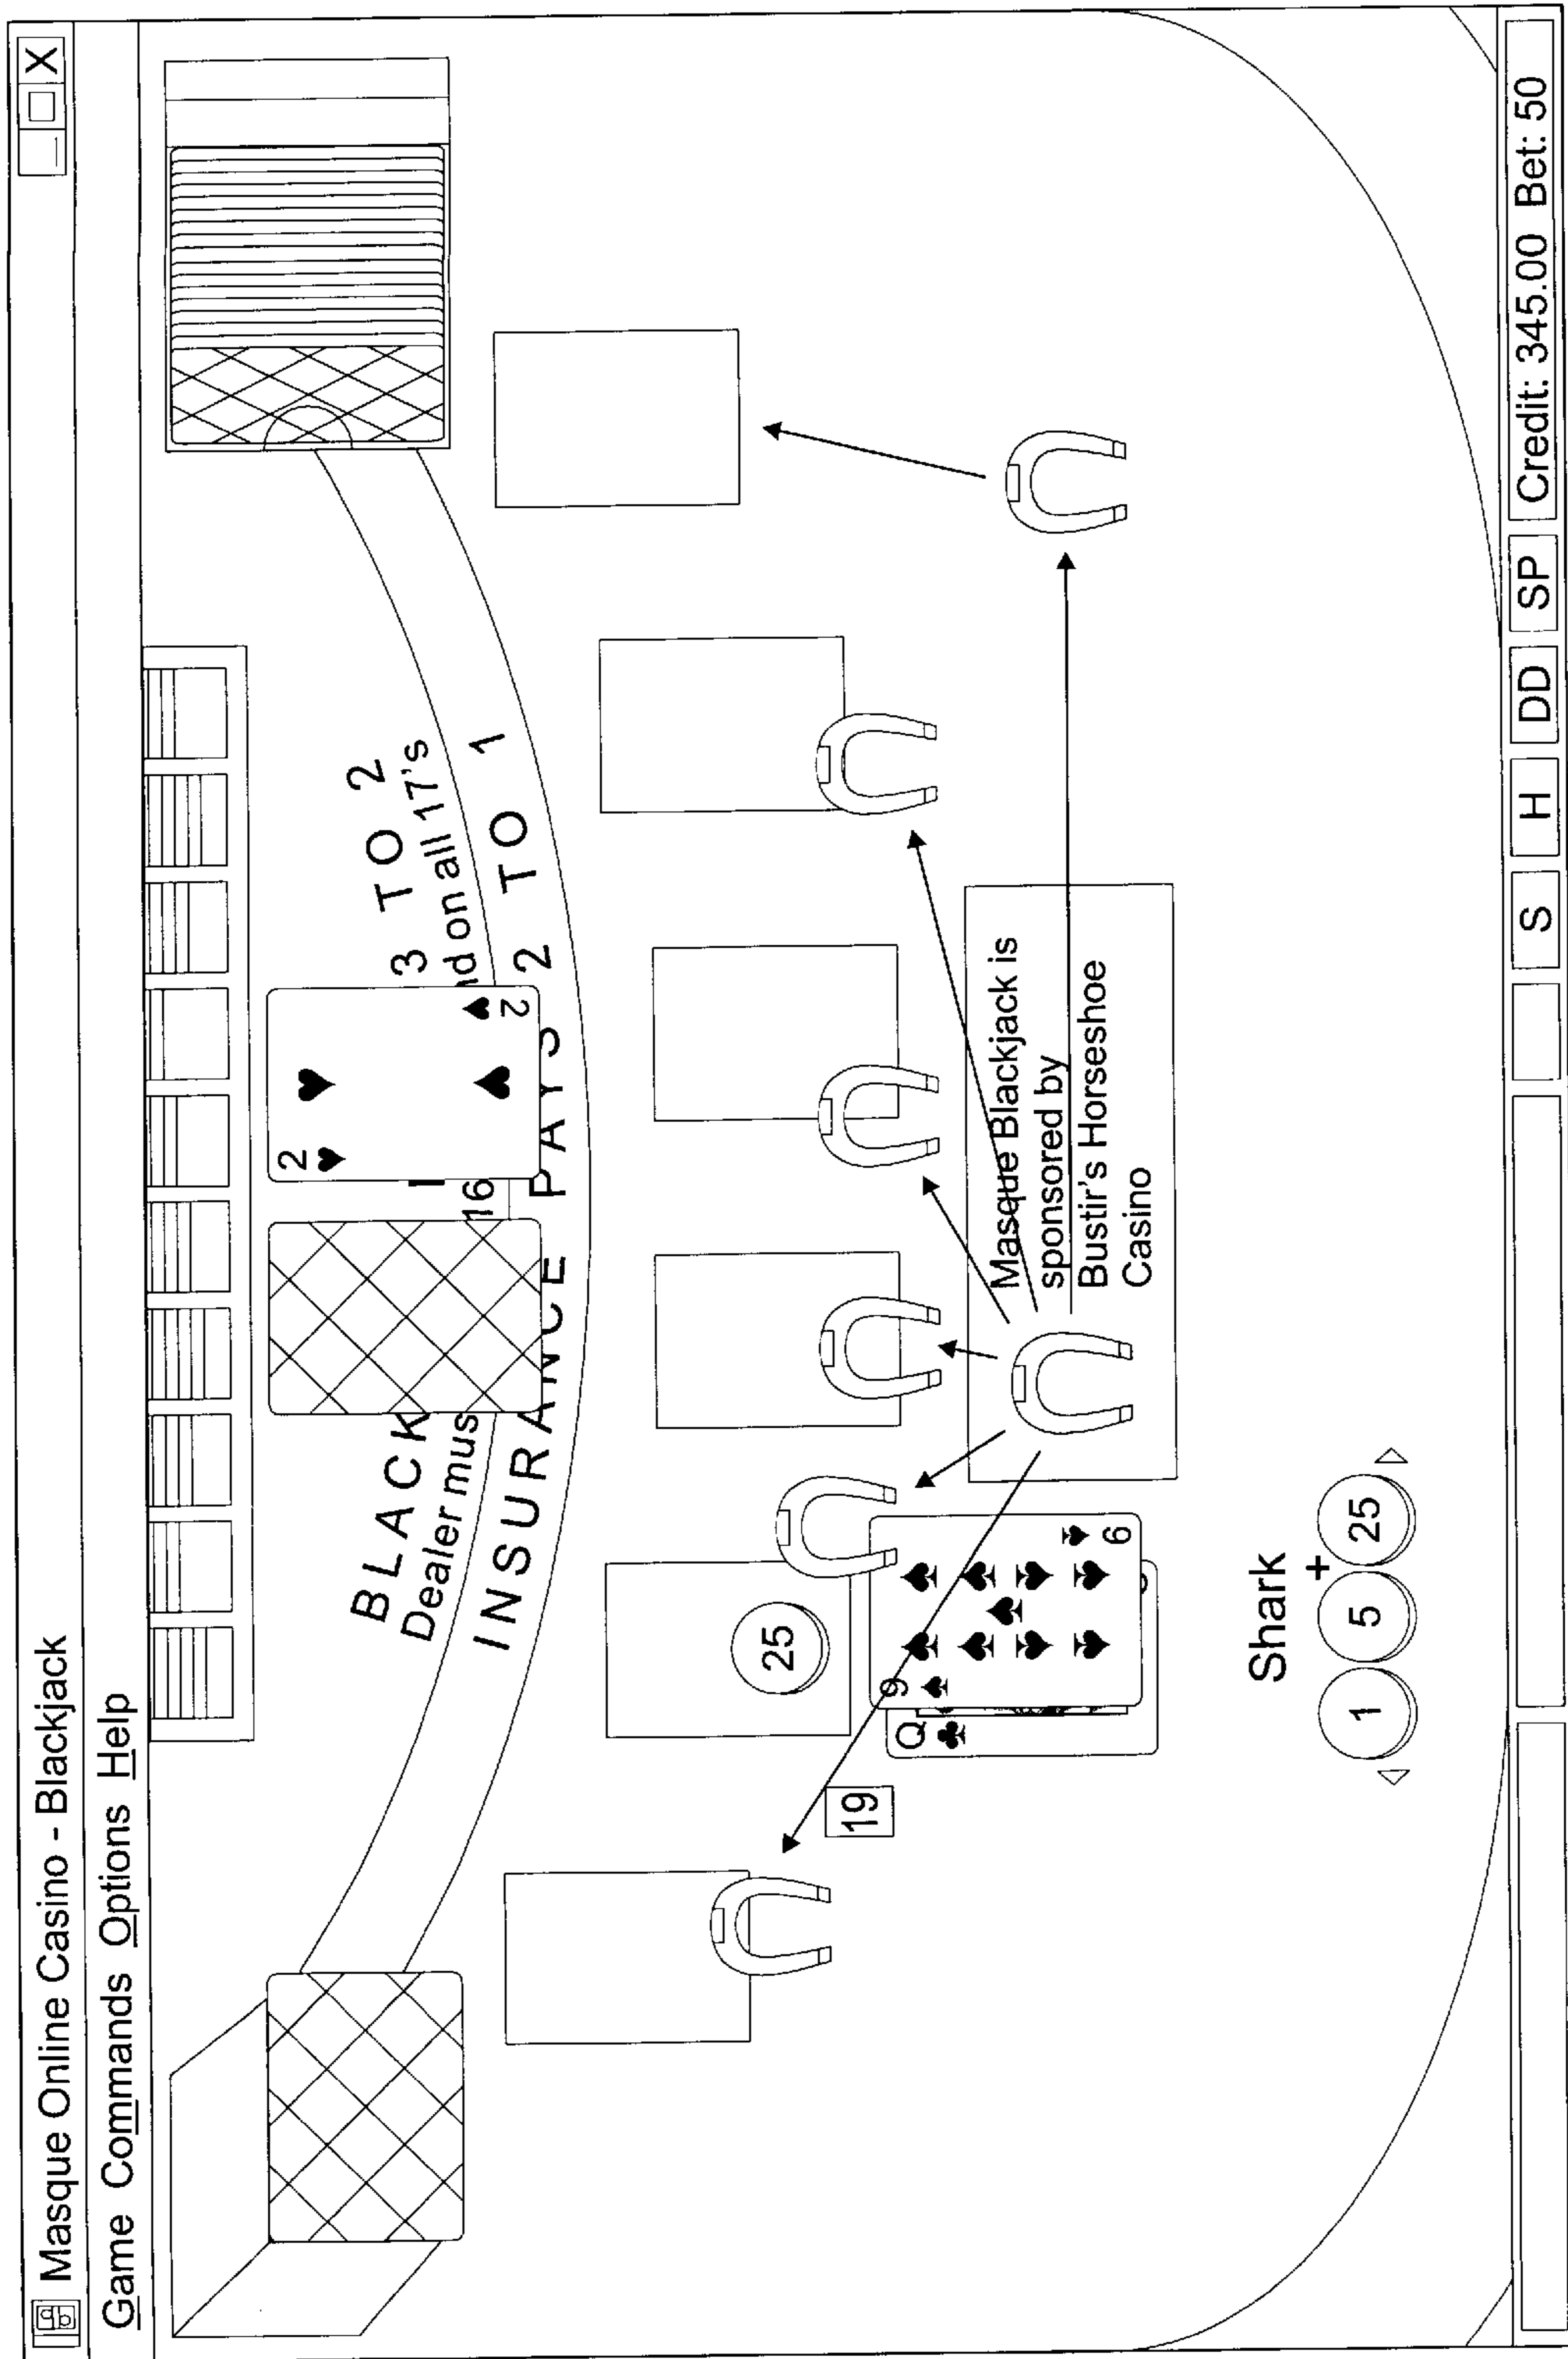 Masque Online Casino - Blackjack
X
Game Commands Options Help
BLACK
3 TO 2
Dealer mus
16
nd on all 17's
INSURANCE PAYS 2 TO 1
2
2
25
19
Q
9
9
Masque Blackjack is
sponsored by
Bustir's Horseshoe
Casino
Shark
+
1
5
25
S
H
DD
SP
Credit: 345.00 Bet: 50